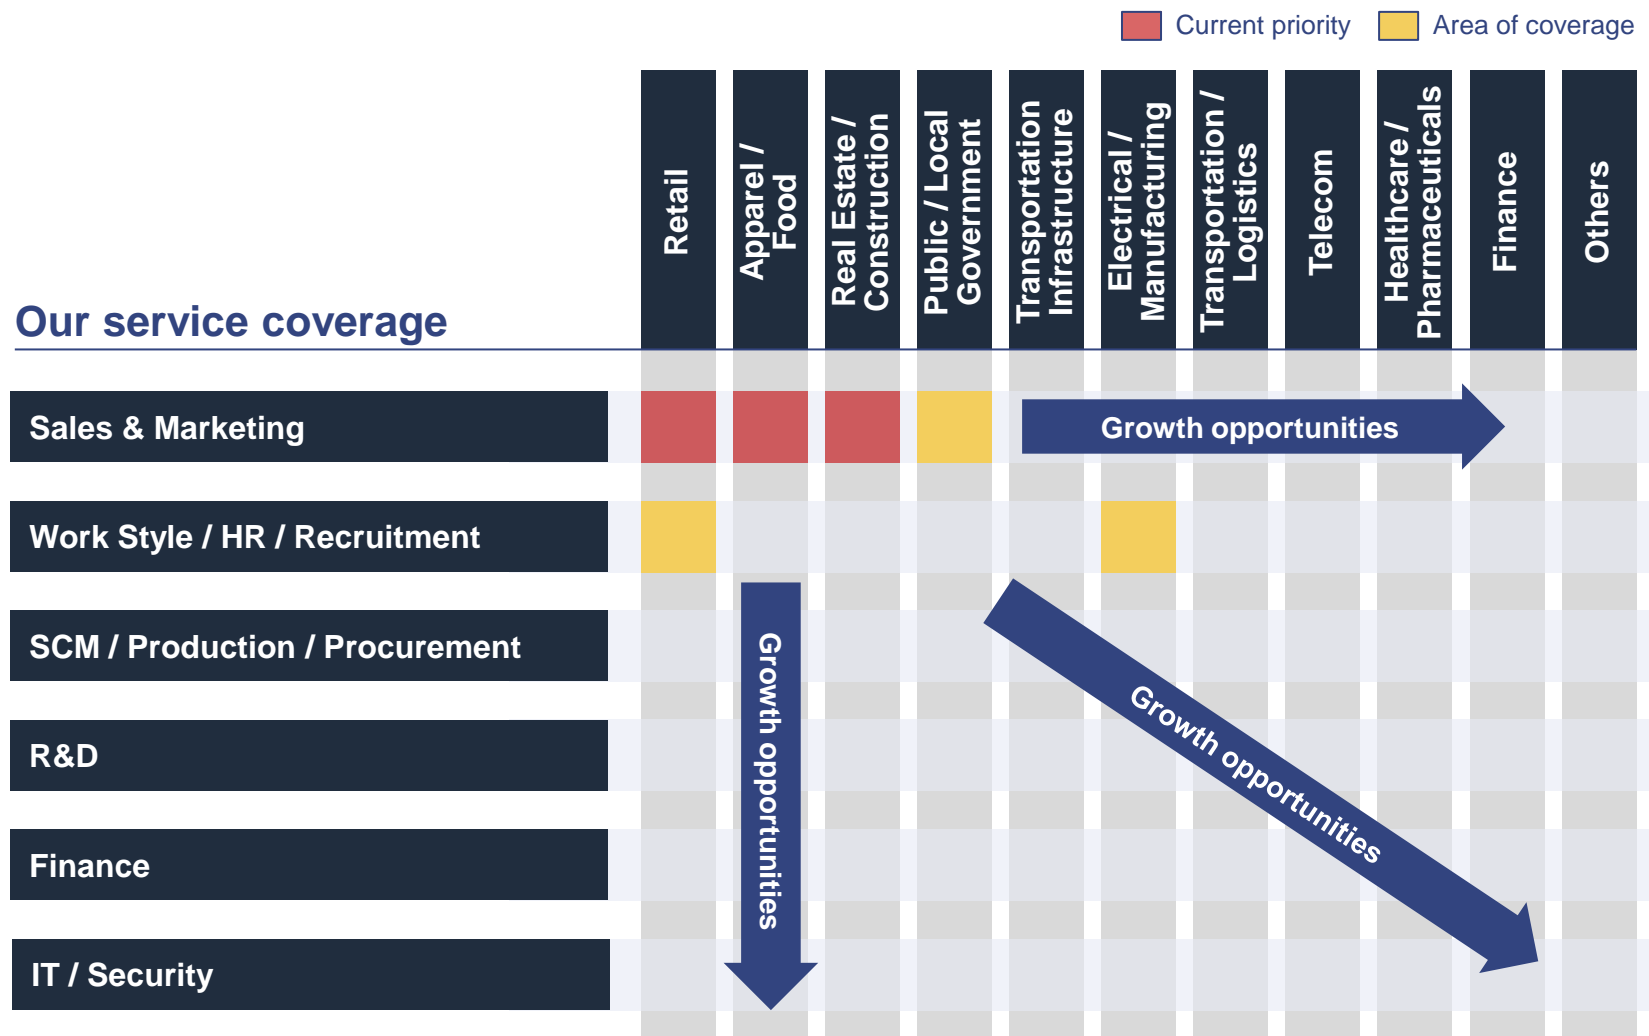 Current priority
Area of coverage
Retail
Apparel /
Food
Real Estate /
Construction
Public / Local
Government
Transportation
Infrastructure
Electrical /
Manufacturing
Transportation /
Logistics
Telecom
Healthcare /
Pharmaceuticals
Finance
Others
Our service coverage
Sales & Marketing
Growth opportunities
Work Style / HR / Recruitment
SCM / Production / Procurement
Growth opportunities
Growth opportunities
R&D
Finance
IT / Security